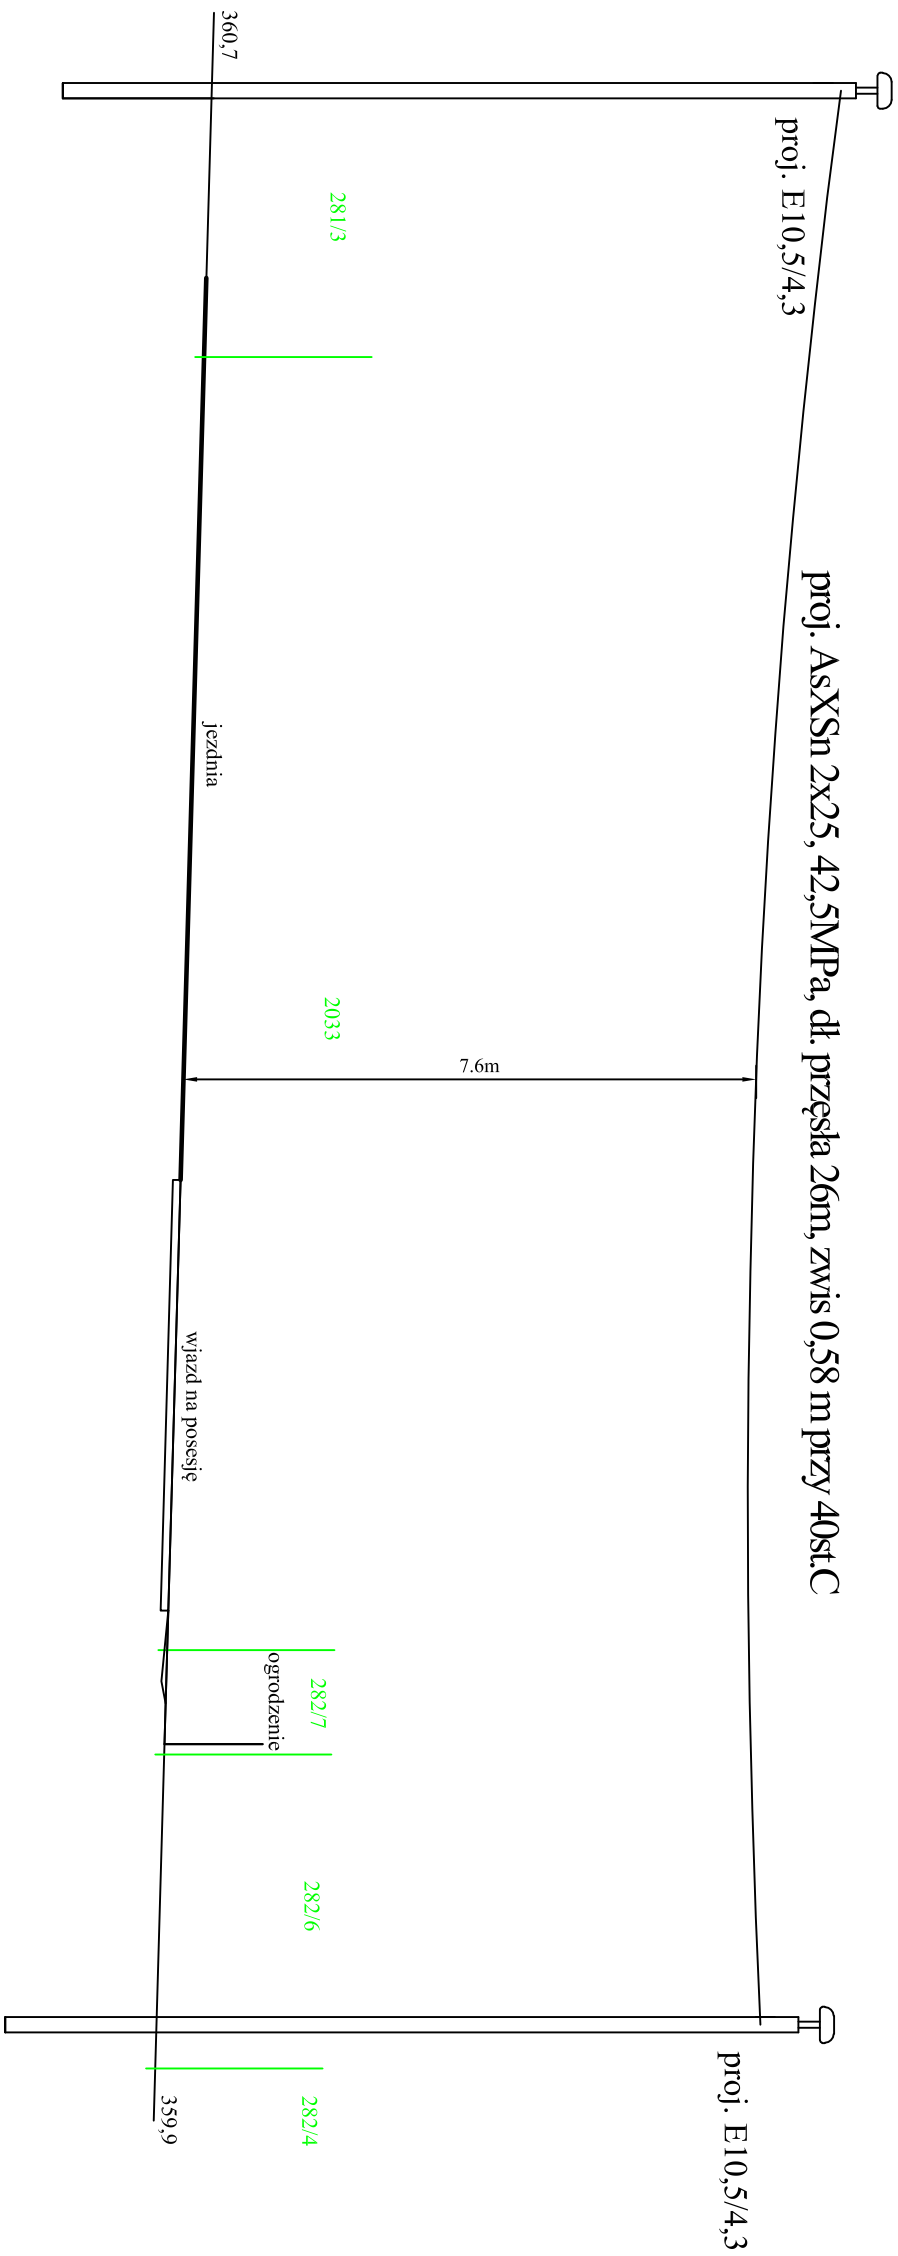 proj. AsXSn 2x25, 42,5MPa, dł. przęsła 26m, zwis 0,58 m przy 40st.C
proj. E10,5/4,3
proj. E10,5/4,3
7.6m
281/3
2033
282/7
282/6
282/4
ogrodzenie
360,7
jezdnia
wjazd na posesję
359,9